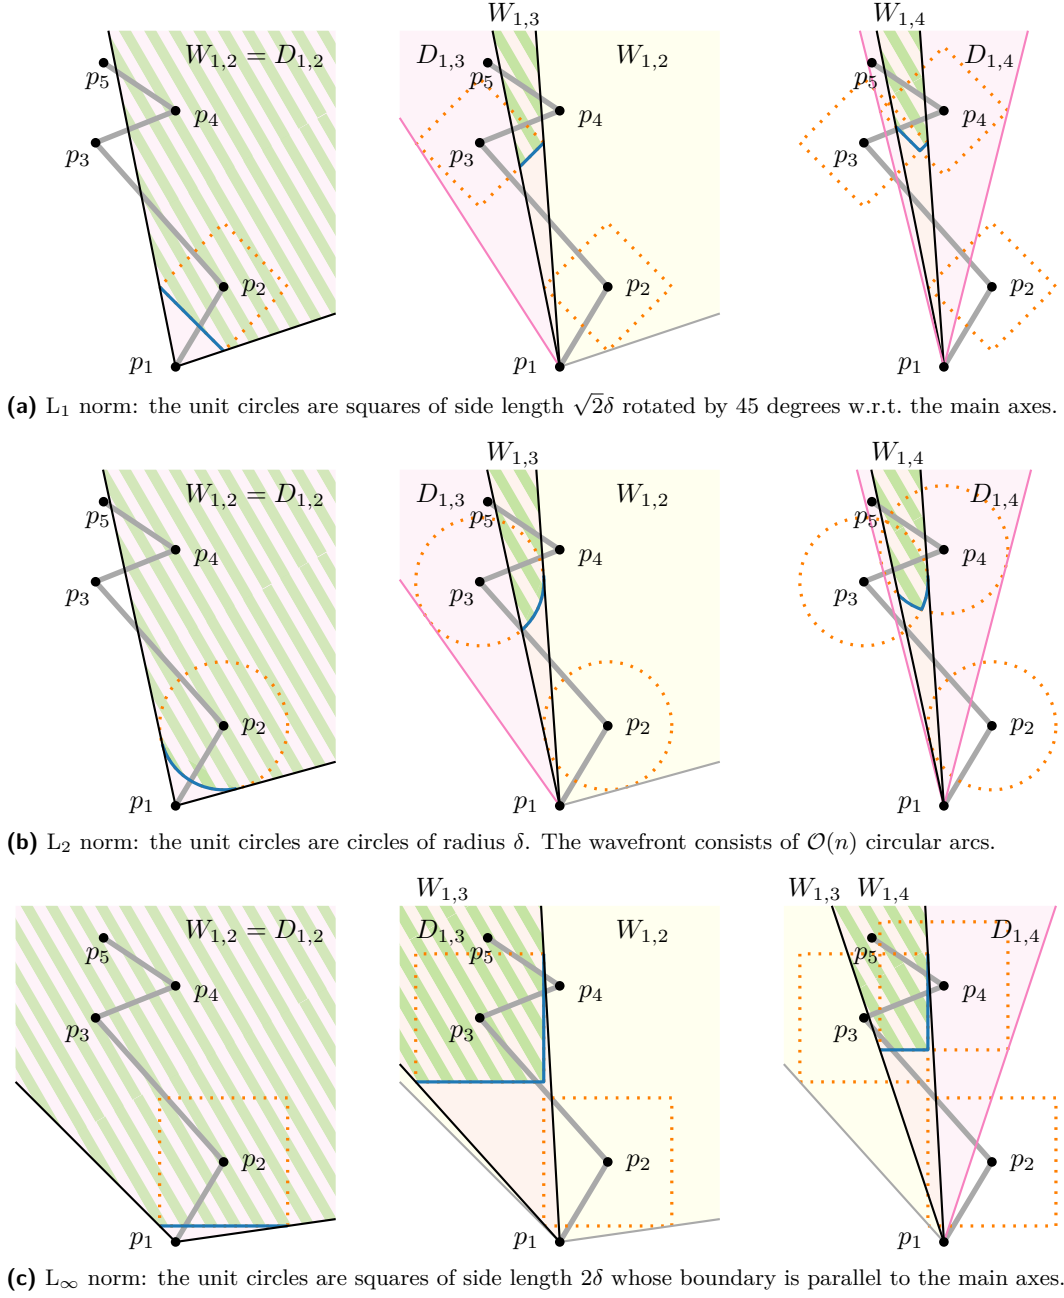 W1,2 = D1,2
p5
p4
p3
p2
p1
W1,3
D1,3
W1,2
p5
p4
p3
p2
p1
W1,4
D1,4
p5
p4
p3
p2
p1
(a) L1 norm: the unit circles are squares of side length √2δ rotated by 45 degrees w.r.t. the main axes.
W1,2 = D1,2
p5
p4
p3
p2
p1
W1,3
D1,3
W1,2
p5
p4
p3
p2
p1
W1,4
D1,4
p5
p4
p3
p2
p1
(b) L2 norm: the unit circles are circles of radius δ. The wavefront consists of O(n) circular arcs.
W1,2 = D1,2
p5
p4
p3
p2
p1
W1,3
D1,3
W1,2
p5
p4
p3
p2
p1
W1,3 W1,4
D1,4
p5
p4
p3
p2
p1
(c) L∞ norm: the unit circles are squares of side length 2δ whose boundary is parallel to the main axes.